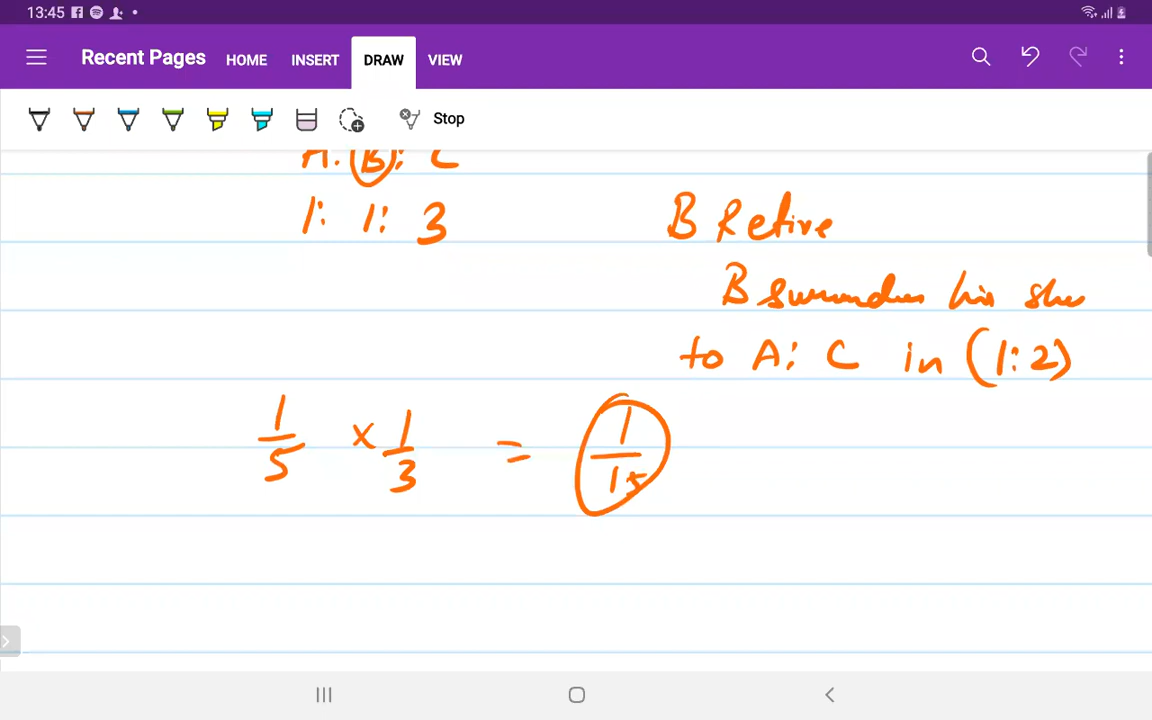 13:45
Recent Pages HOME INSERT DRAW VIEW
Stop
A: B: C
1: 1: 3
B Retire
B surrender his share
to A: C in (1:2)
1/5 × 1/3 = 1/15